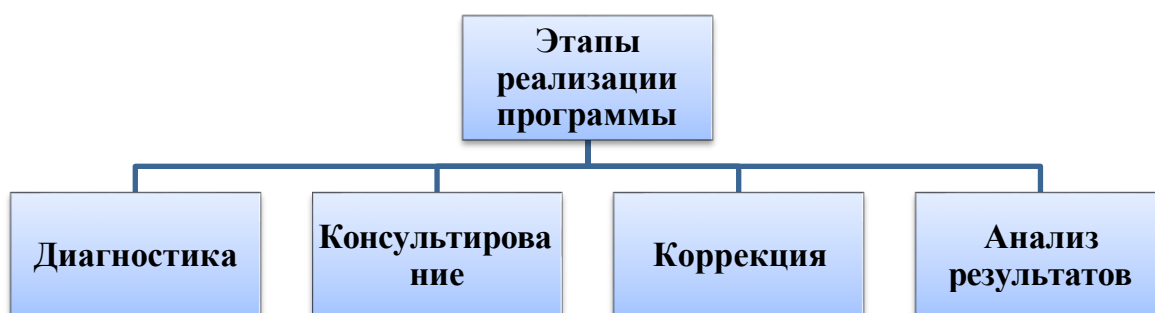 Этапы
реализации
программы
Диагностика
Консультирова
ние
Коррекция
Анализ
результатов